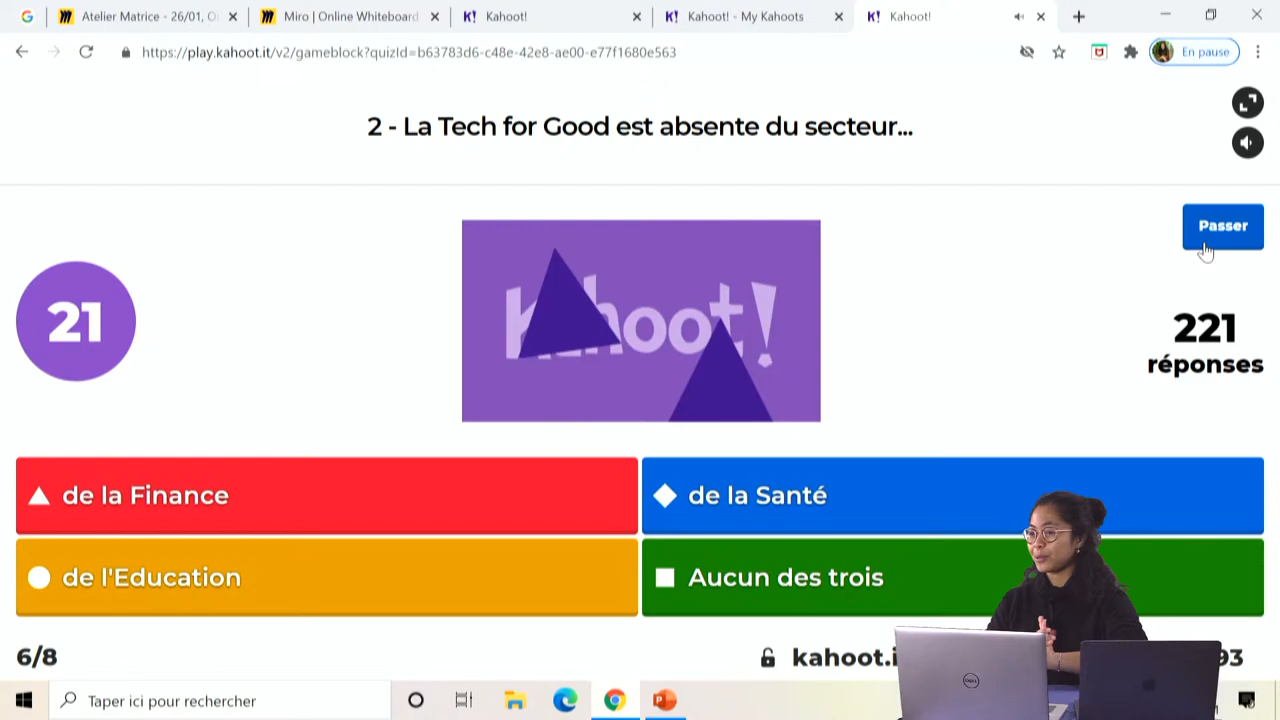 Atelier Matrice - 26/01, O
Miro | Online Whiteboard
Kahoot!
Kahoot! - My Kahoots
Kahoot!
https://play.kahoot.it/v2/gameblock?quizId=b63783d6-c48e-42e8-ae00-e77f1680e563
En pause
2 - La Tech for Good est absente du secteur...
Passer
21
Kahoot!
221
réponses
de la Finance
de la Santé
de l'Education
Aucun des trois
6/8
kahoot.i
93
Taper ici pour rechercher
DELL